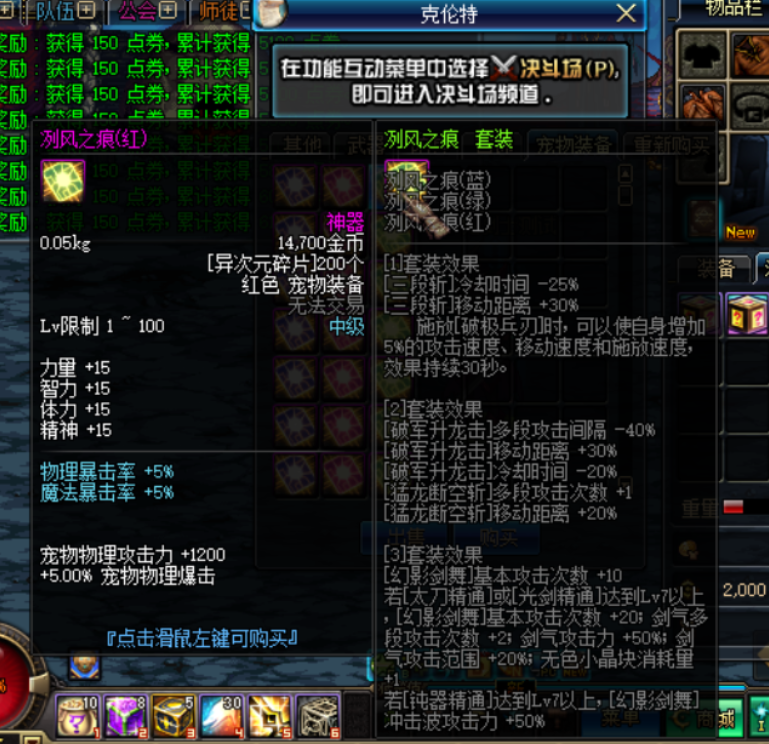 队伍
公会
师徒
克伦特
物品栏
奖励：获得 150 点券，累计获得
奖励：获得 150 点券，累计获得
奖励：获得 150 点券，累计获得
在功能互动菜单中选择 决斗场(P)，
即可进入决斗场频道．
冽风之痕(红)
神器
0.05kg
14,700金币
[异次元碎片]200个
红色 宠物装备
无法交易
Lv限制 1 ~ 100
中级
力量 +15
智力 +15
体力 +15
精神 +15
物理暴击率 +5%
魔法暴击率 +5%
宠物物理攻击力 +1200
+5.00% 宠物物理爆击
『点击滑鼠左键可购买』
冽风之痕 套装
冽风之痕(蓝)
冽风之痕(绿)
冽风之痕(红)
[1]套装效果
[三段斩]冷却时间 -25%
[三段斩]移动距离 +30%
施放[破极兵刃]时，可以使自身增加
5%的攻击速度、移动速度和施放速度，
效果持续30秒。
[2]套装效果
[破军升龙击]多段攻击间隔 -40%
[破军升龙击]移动距离 +30%
[破军升龙击]冷却时间 -20%
[猛龙断空斩]多段攻击次数 +1
[猛龙断空斩]移动距离 +20%
[3]套装效果
[幻影剑舞]基本攻击次数 +10
若[太刀精通]或[光剑精通]达到Lv7以上
，[幻影剑舞]基本攻击次数 +20；剑气多
段攻击次数 +2；剑气攻击力 +50%；剑
气攻击范围 +20%；无色小晶块消耗量
+1
若[钝器精通]达到Lv7以上，[幻影剑舞]
冲击波攻击力 +50%
其他
宠物装备
重新购买
出售
购买
New
装备
重量
2,000
菜单
商城
10
8
5
30
1
2
3
4
5
6